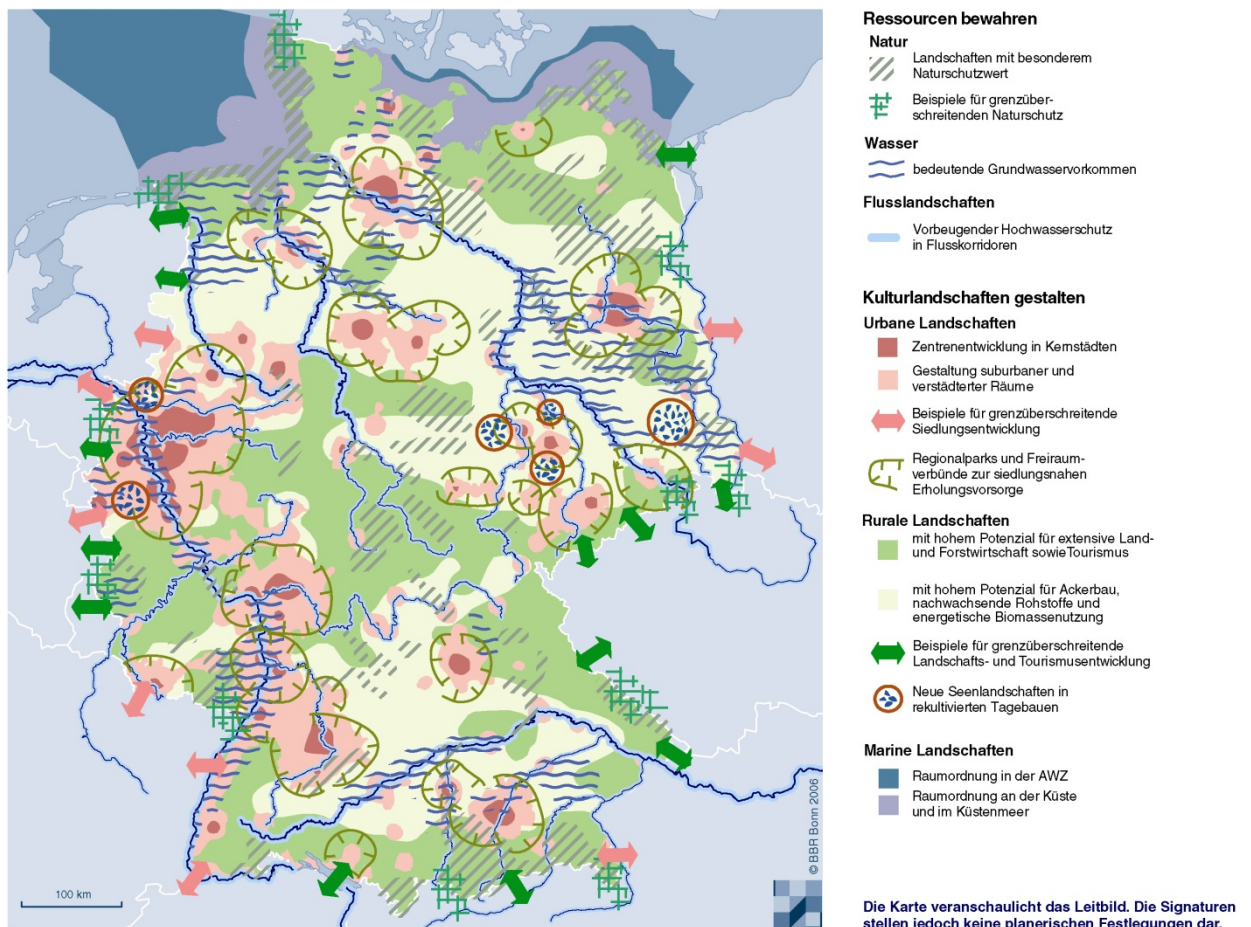 Ressourcen bewahren
Natur
Landschaften mit besonderem
Naturschutzwert
Beispiele für grenzüber-
schreitenden Naturschutz
Wasser
bedeutende Grundwasservorkommen
Flusslandschaften
Vorbeugender Hochwasserschutz
in Flusskorridoren
Kulturlandschaften gestalten
Urbane Landschaften
Zentrenentwicklung in Kernstädten
Gestaltung suburbaner und
verstädterter Räume
Beispiele für grenzüberschreitende
Siedlungsentwicklung
Regionalparks und Freiraum-
verbünde zur siedlungsnahen
Erholungsvorsorge
Rurale Landschaften
mit hohem Potenzial für extensive Land-
und Forstwirtschaft sowie Tourismus
mit hohem Potenzial für Ackerbau,
nachwachsende Rohstoffe und
energetische Biomassenutzung
Beispiele für grenzüberschreitende
Landschafts- und Tourismusentwicklung
Neue Seenlandschaften in
rekultivierten Tagebauen
Marine Landschaften
Raumordnung in der AWZ
Raumordnung an der Küste
und im Küstenmeer
© BBR Bonn 2006
100 km
Die Karte veranschaulicht das Leitbild. Die Signaturen
stellen jedoch keine planerischen Festlegungen dar.